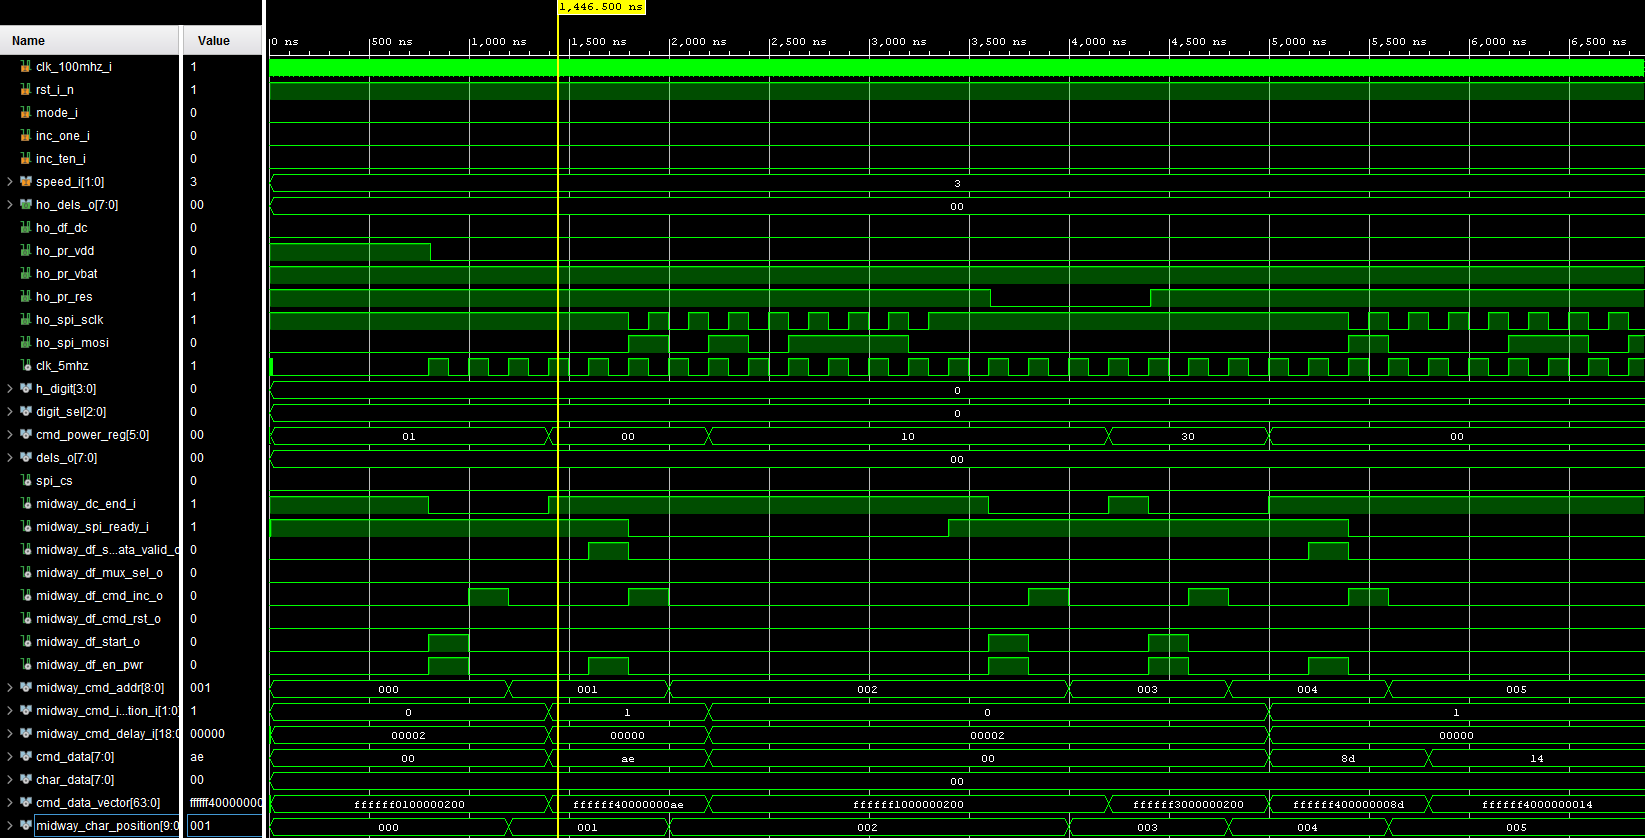 1,446.500 ns
Name Value 0 ns 500 ns 1,000 ns 1,500 ns 2,000 ns 2,500 ns 3,000 ns 3,500 ns 4,000 ns 4,500 ns 5,000 ns 5,500 ns 6,000 ns 6,500 ns
clk_100mhz_i 1
rst_i_n 1
mode_i 0
inc_one_i 0
inc_ten_i 0
speed_i[1:0] 3 3
ho_dels_o[7:0] 00 00
ho_df_dc 0
ho_pr_vdd 0
ho_pr_vbat 1
ho_pr_res 1
ho_spi_sclk 1
ho_spi_mosi 0
clk_5mhz 1
h_digit[3:0] 0 0
digit_sel[2:0] 0 0
cmd_power_reg[5:0] 00 01 00 10 30 00
dels_o[7:0] 00 00
spi_cs 0
midway_dc_end_i 1
midway_spi_ready_i 1
midway_df_s...ata_valid_o 0
midway_df_mux_sel_o 0
midway_df_cmd_inc_o 0
midway_df_cmd_rst_o 0
midway_df_start_o 0
midway_df_en_pwr 0
midway_cmd_addr[8:0] 001 000 001 002 003 004 005
midway_cmd_i...tion_i[1:0] 1 0 1 0 1
midway_cmd_delay_i[18:0 00000 00002 00000 00002 00000
cmd_data[7:0] ae 00 ae 00 8d 14
char_data[7:0] 00 00
cmd_data_vector[63:0] ffffff40000000 ffffff0100000200 ffffff40000000ae ffffff1000000200 ffffff3000000200 ffffff400000008d ffffff4000000014
midway_char_position[9:0 001 000 001 002 003 004 005